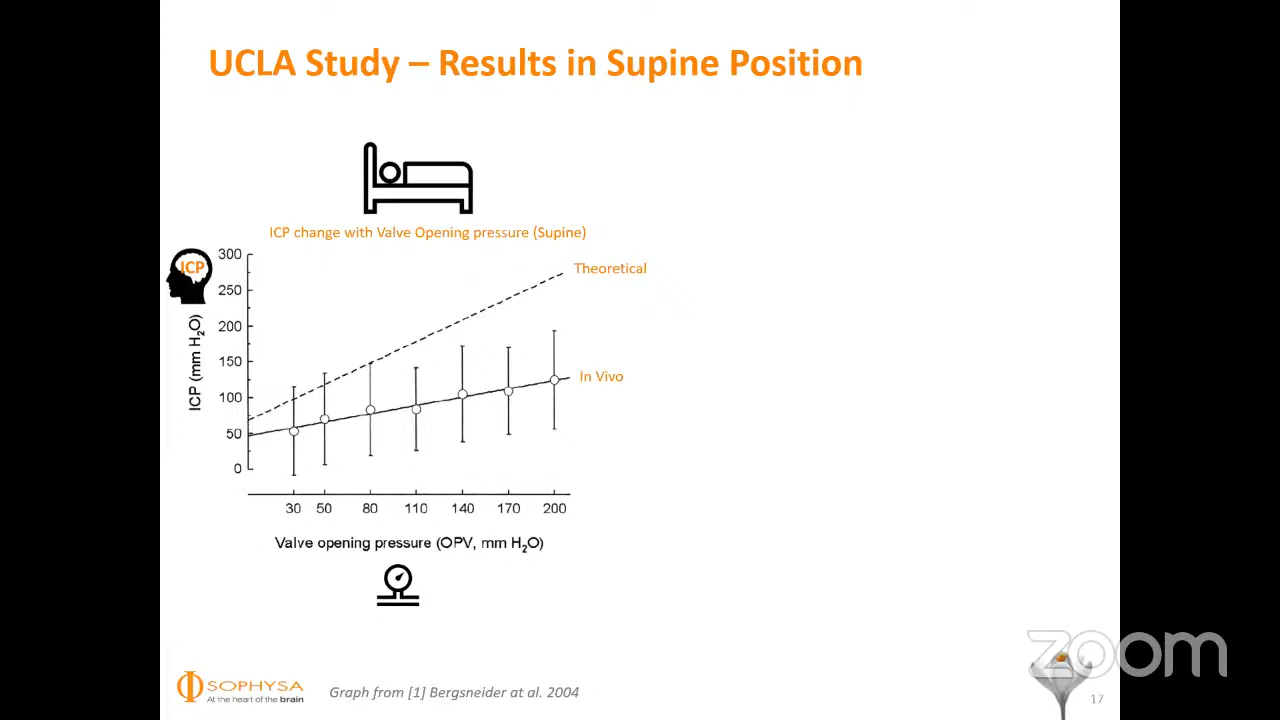 UCLA Study – Results in Supine Position
ICP change with Valve Opening pressure (Supine)
ICP
300
250
200
150
100
50
0
ICP (mm H₂O)
Theoretical
In Vivo
30 50 80 110 140 170 200
Valve opening pressure (OPV, mm H₂O)
SOPHYSA
At the heart of the brain
Graph from [1] Bergsneider at al. 2004
zoom
17